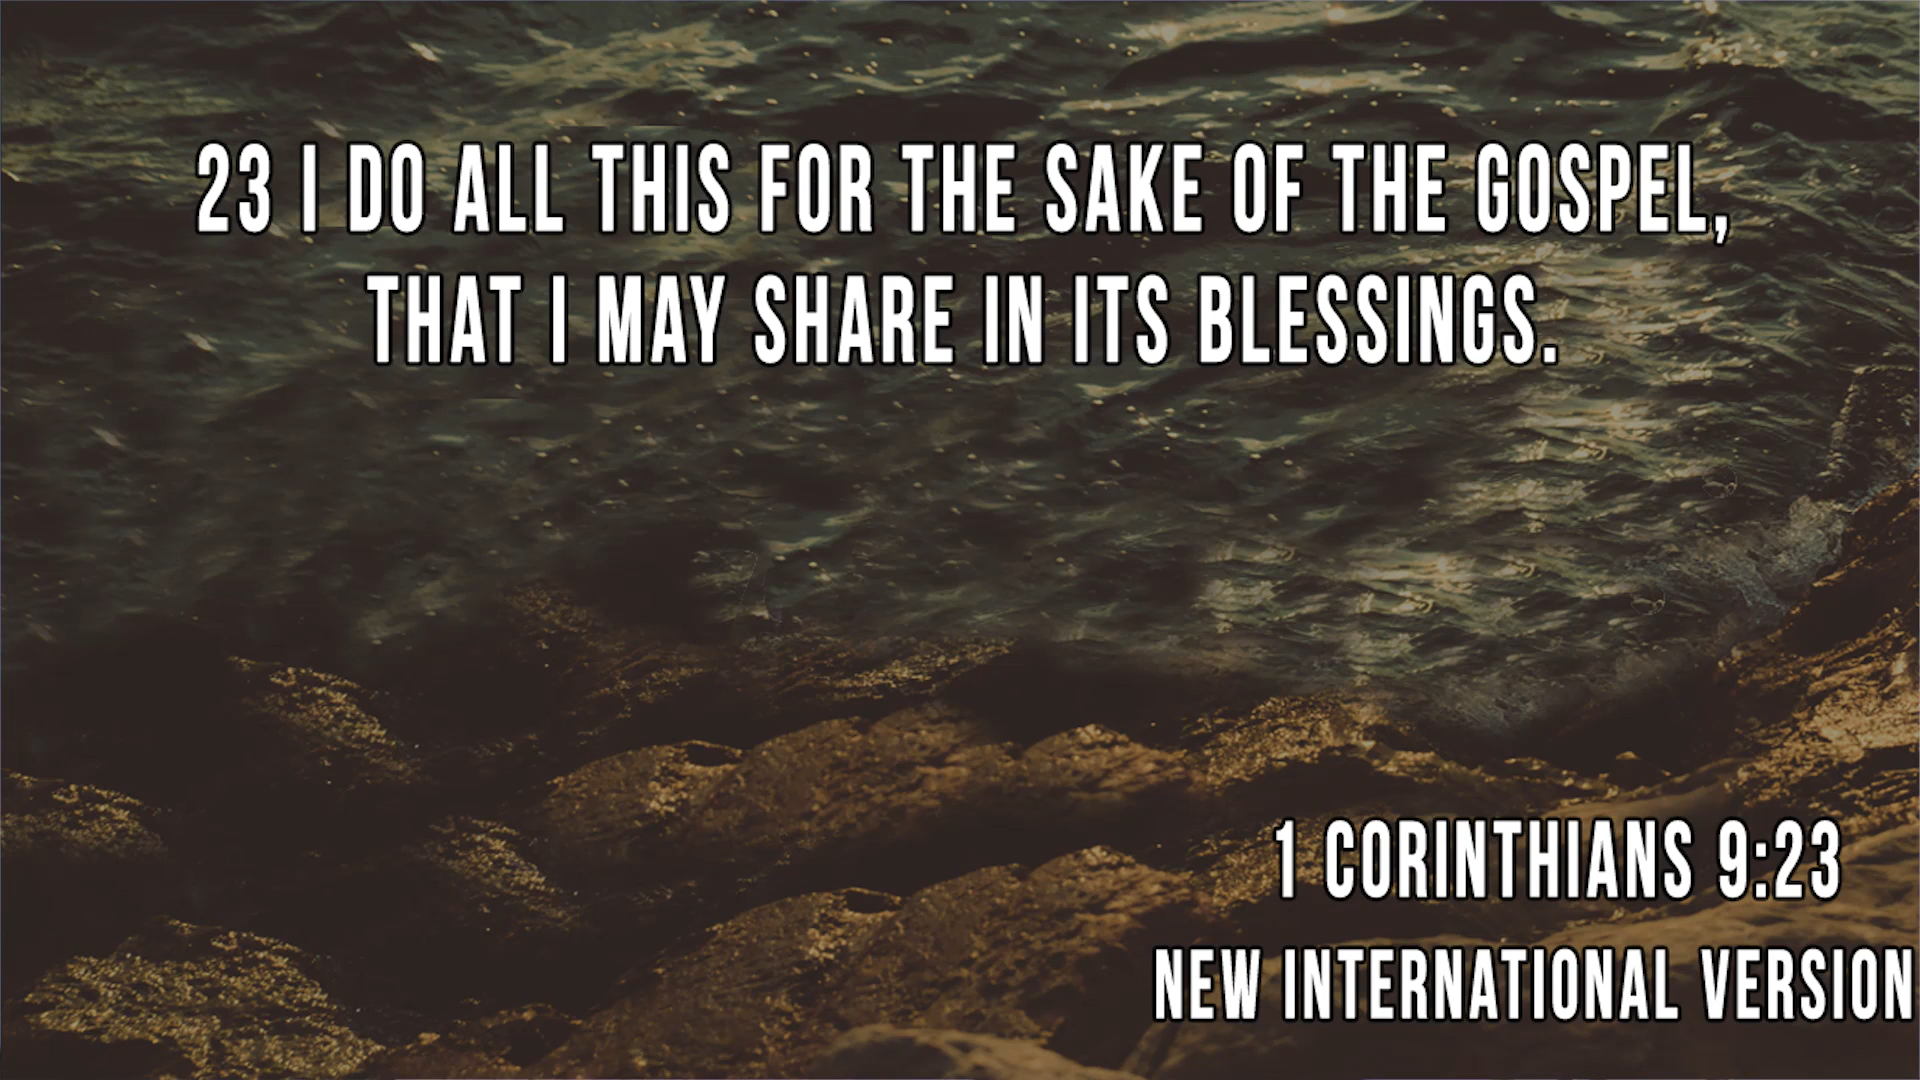 23 I DO ALL THIS FOR THE SAKE OF THE GOSPEL,
THAT I MAY SHARE IN ITS BLESSINGS.
1 CORINTHIANS 9:23
NEW INTERNATIONAL VERSION